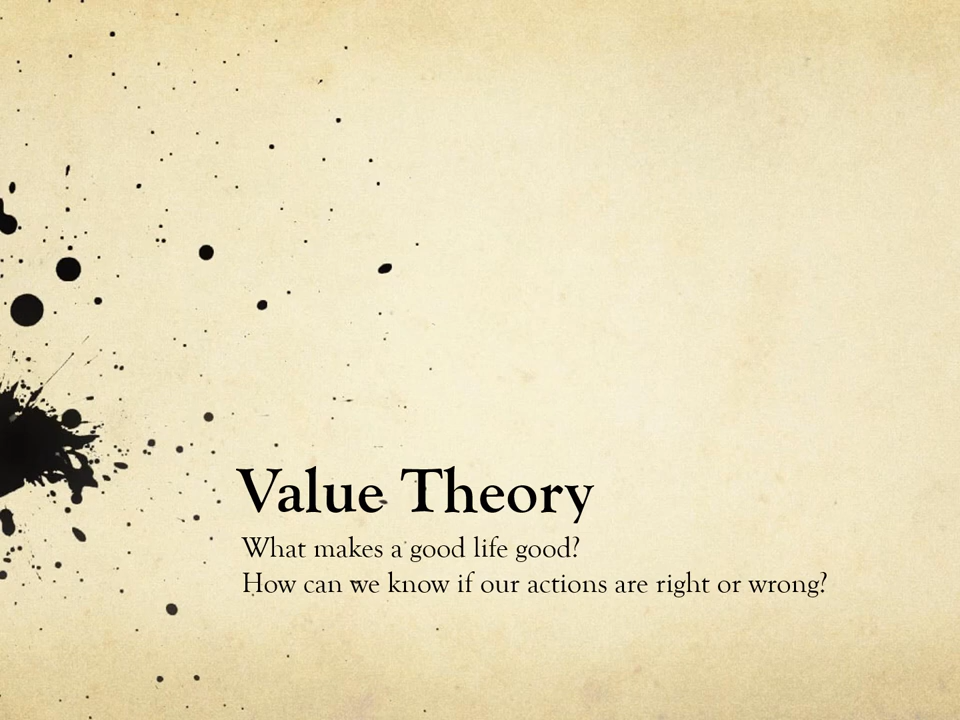 Value Theory
What makes a good life good?
How can we know if our actions are right or wrong?